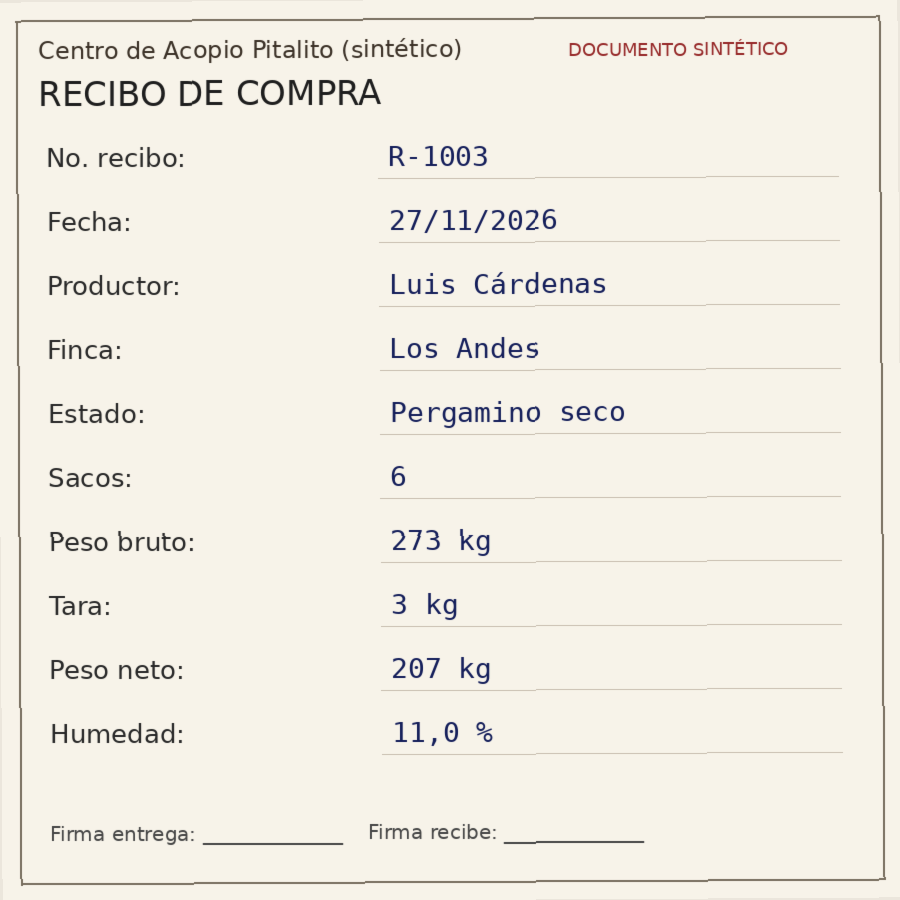 Centro de Acopio Pitalito (sintético) DOCUMENTO SINTÉTICO
RECIBO DE COMPRA
No. recibo: R-1003
Fecha: 27/11/2026
Productor: Luis Cárdenas
Finca: Los Andes
Estado: Pergamino seco
Sacos: 6
Peso bruto: 273 kg
Tara: 3 kg
Peso neto: 207 kg
Humedad: 11,0 %
Firma entrega: Firma recibe: